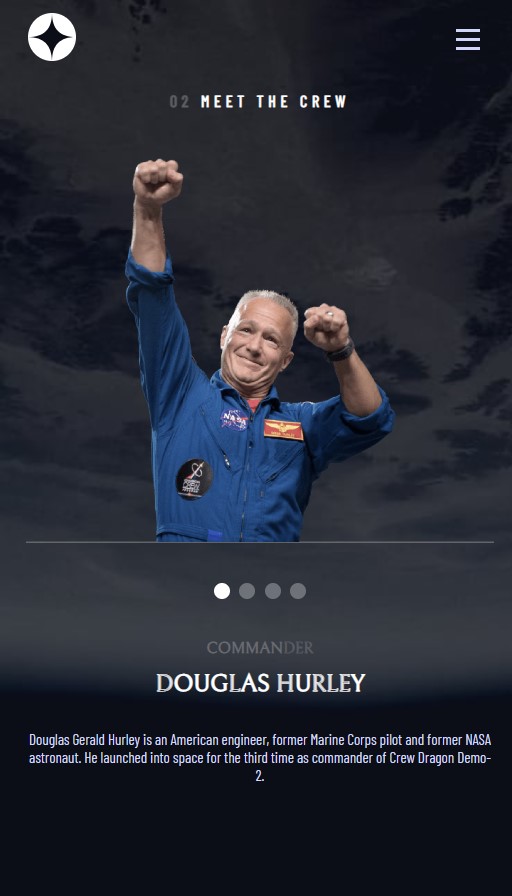 02 MEET THE CREW
NASA
COMMANDER
DOUGLAS HURLEY
Douglas Gerald Hurley is an American engineer, former Marine Corps pilot and former NASA
astronaut. He launched into space for the third time as commander of Crew Dragon Demo-
2.